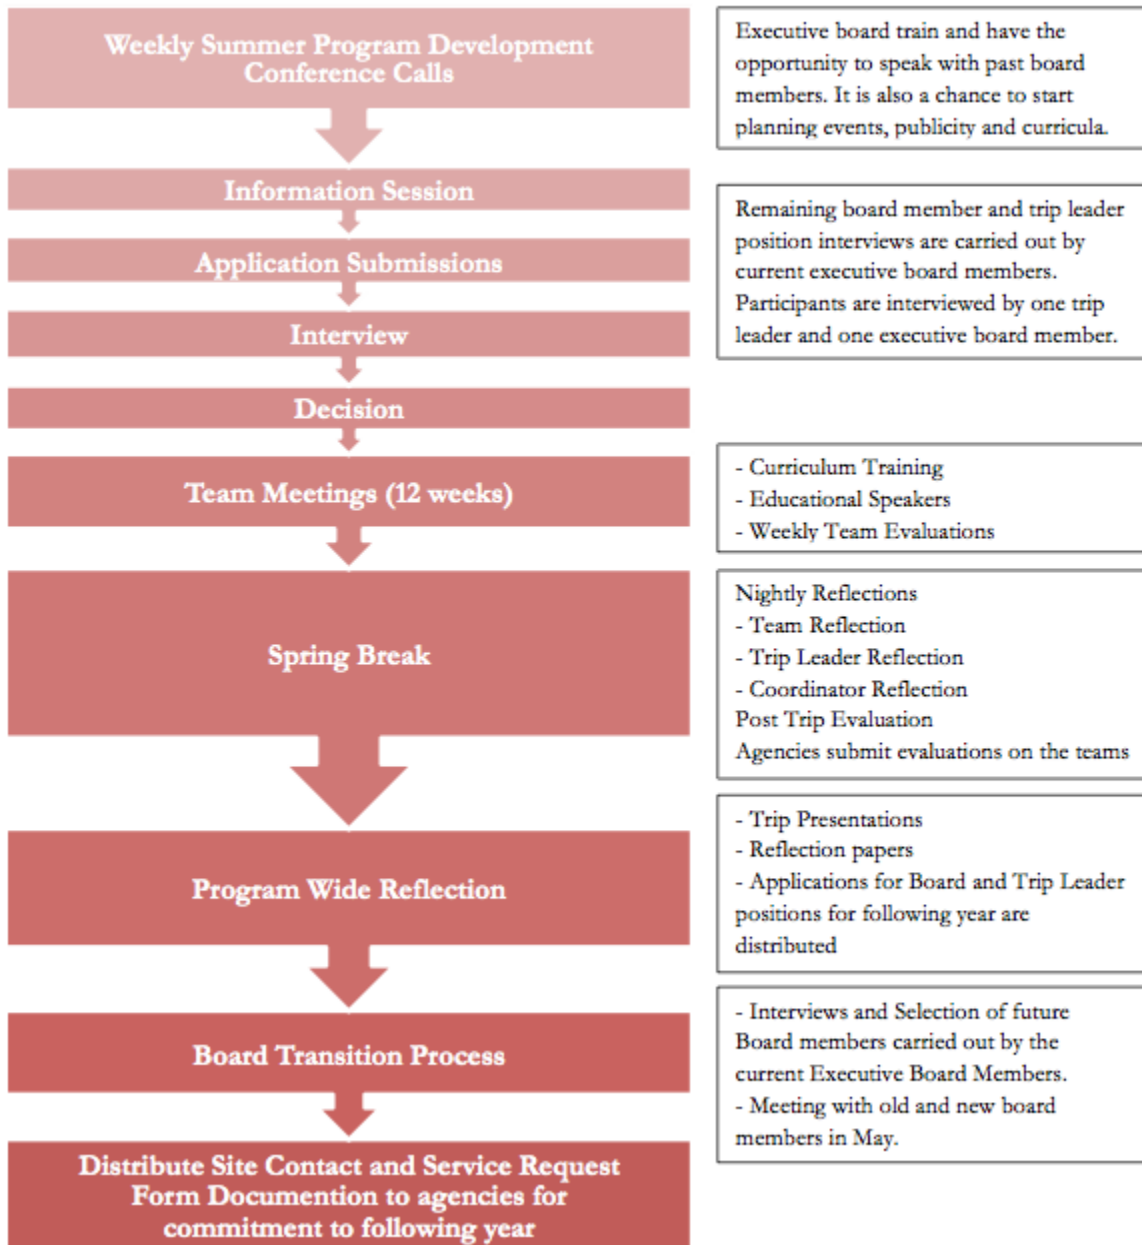 Weekly Summer Program Development
Conference Calls
Executive board train and have the
opportunity to speak with past board
members. It is also a chance to start
planning events, publicity and curricula.
Information Session
Application Submissions
Interview
Remaining board member and trip leader
position interviews are carried out by
current executive board members.
Participants are interviewed by one trip
leader and one executive board member.
Decision
Team Meetings (12 weeks)
- Curriculum Training
- Educational Speakers
- Weekly Team Evaluations
Spring Break
Nightly Reflections
- Team Reflection
- Trip Leader Reflection
- Coordinator Reflection
Post Trip Evaluation
Agencies submit evaluations on the teams
Program Wide Reflection
- Trip Presentations
- Reflection papers
- Applications for Board and Trip Leader
positions for following year are
distributed
Board Transition Process
- Interviews and Selection of future
Board members carried out by the
current Executive Board Members.
- Meeting with old and new board
members in May.
Distribute Site Contact and Service Request
Form Documention to agencies for
commitment to following year